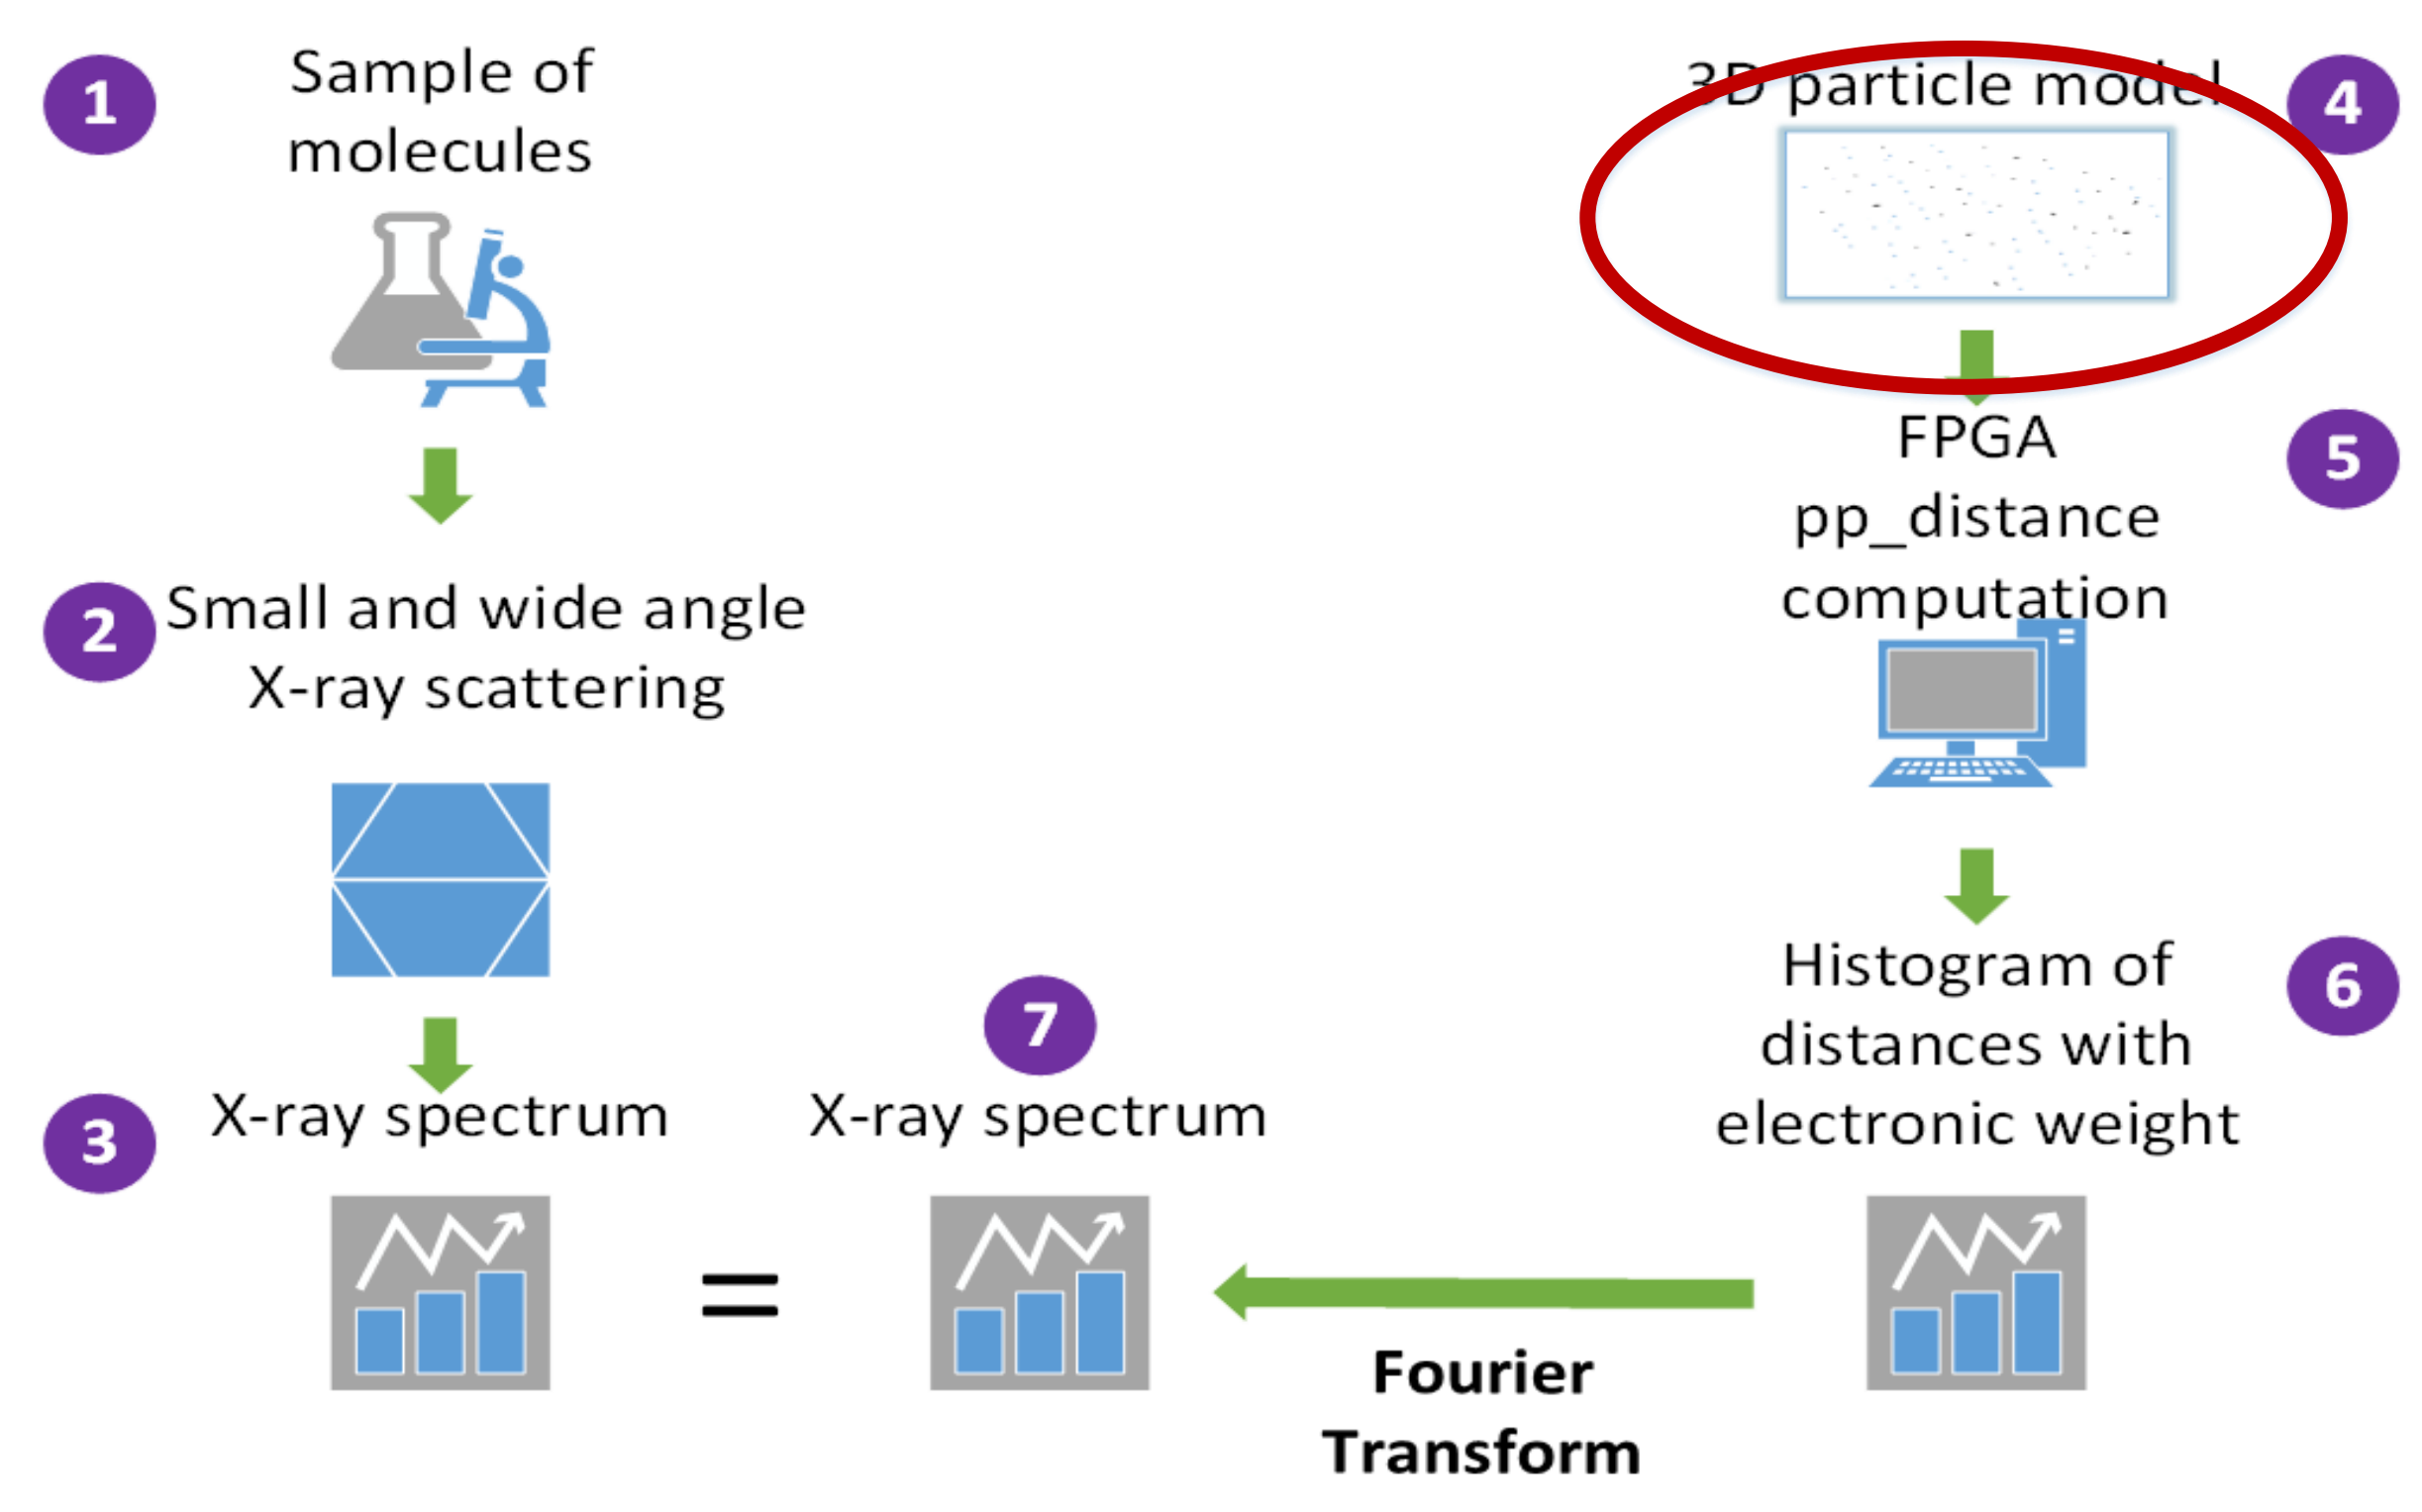 1
Sample of
molecules
2
Small and wide angle
X-ray scattering
3
X-ray spectrum
4
3D particle model
5
FPGA
pp_distance
computation
6
Histogram of
distances with
electronic weight
7
X-ray spectrum
=
Fourier
Transform